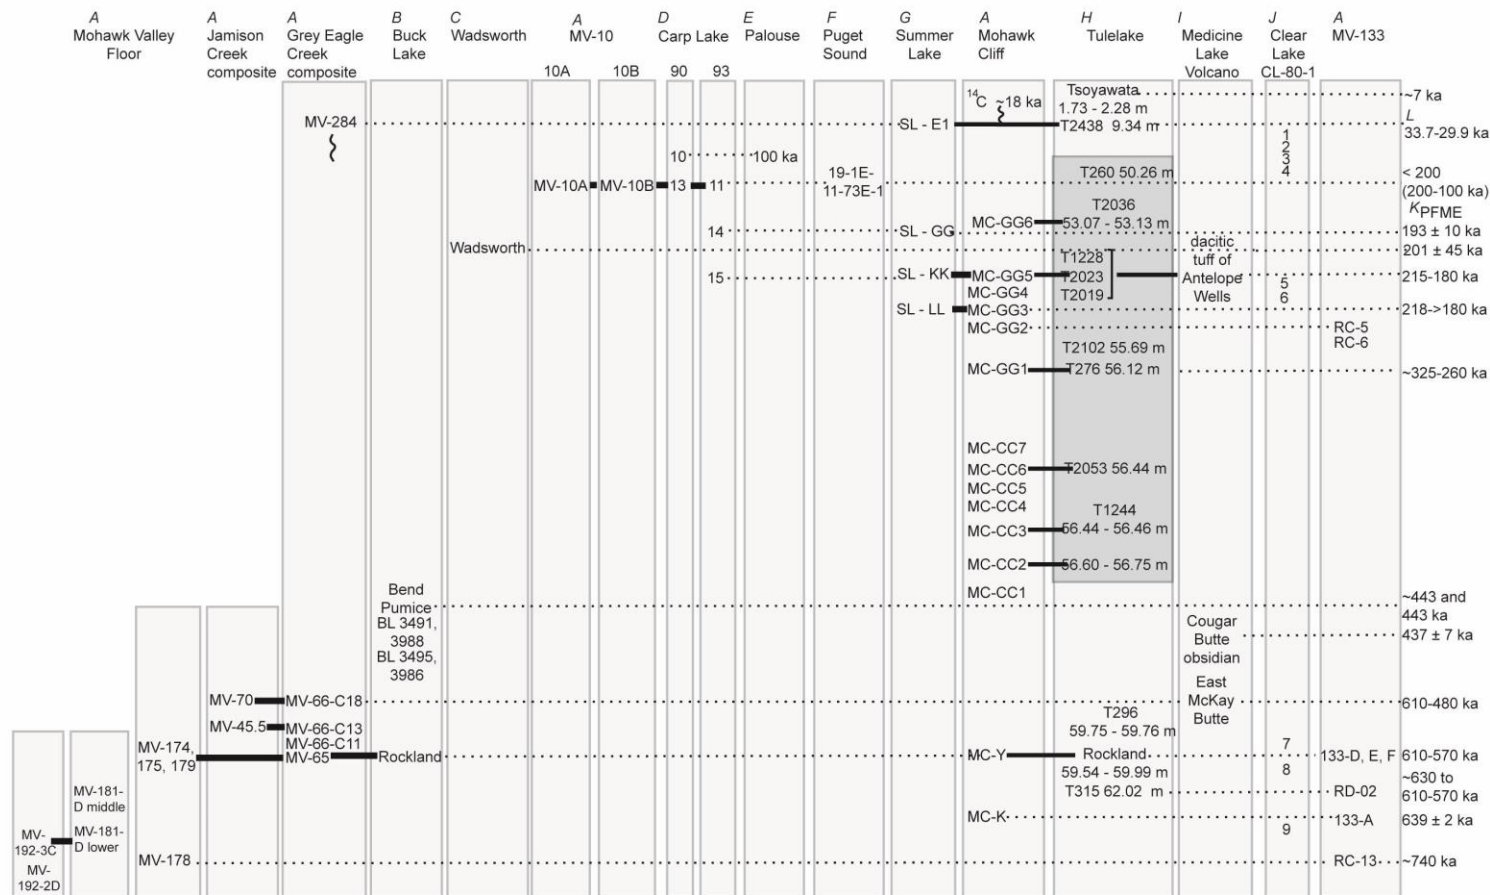 A A A B C A D E F G A H I J A
Mohawk Valley Floor
Jamison Creek composite
Grey Eagle Creek composite
Buck Lake
Wadsworth
MV-10
Carp Lake
Palouse
Puget Sound
Summer Lake
Mohawk Cliff
Tulelake
Medicine Lake Volcano
Clear Lake CL-80-1
MV-133
10A 10B 90 93
14C ~18 ka
Tsoyawata
1.73 - 2.28 m
~7 ka
L
MV-284
SL - E1
T2438 9.34 m
33.7-29.9 ka
1
2
3
4
10
100 ka
19-1E-
11-73E-1
T260 50.26 m
< 200
(200-100 ka)
MV-10A MV-10B 13 11
T2036
53.07 - 53.13 m
MC-GG6
K PFME
14
SL - GG
193 ± 10 ka
Wadsworth
dacitic
tuff of
Antelope
Wells
201 ± 45 ka
T1228
15
SL - KK
MC-GG5
T2023
215-180 ka
5
MC-GG4
T2019
6
SL - LL
MC-GG3
218->180 ka
MC-GG2
RC-5
RC-6
T2102 55.69 m
MC-GG1
T276 56.12 m
~325-260 ka
MC-CC7
MC-CC6
T2053 56.44 m
MC-CC5
MC-CC4
T1244
MC-CC3
56.44 - 56.46 m
MC-CC2
56.60 - 56.75 m
MC-CC1
Bend
Pumice
~443 and
443 ka
BL 3491,
3988
BL 3495,
3986
Cougar
Butte
obsidian
437 ± 7 ka
East
McKay
Butte
MV-70
MV-66-C18
610-480 ka
T296
59.75 - 59.76 m
MV-45.5
MV-66-C13
MV-66-C11
MV-174,
175, 179
MV-65
Rockland
MC-Y
Rockland
59.54 - 59.99 m
7
8
133-D, E, F
610-570 ka
T315 62.02 m
RD-02
~630 to
610-570 ka
MV-181-
D middle
MC-K
133-A
639 ± 2 ka
9
MV-
192-3C
MV-181-
D lower
MV-178
RC-13
~740 ka
MV-
192-2D